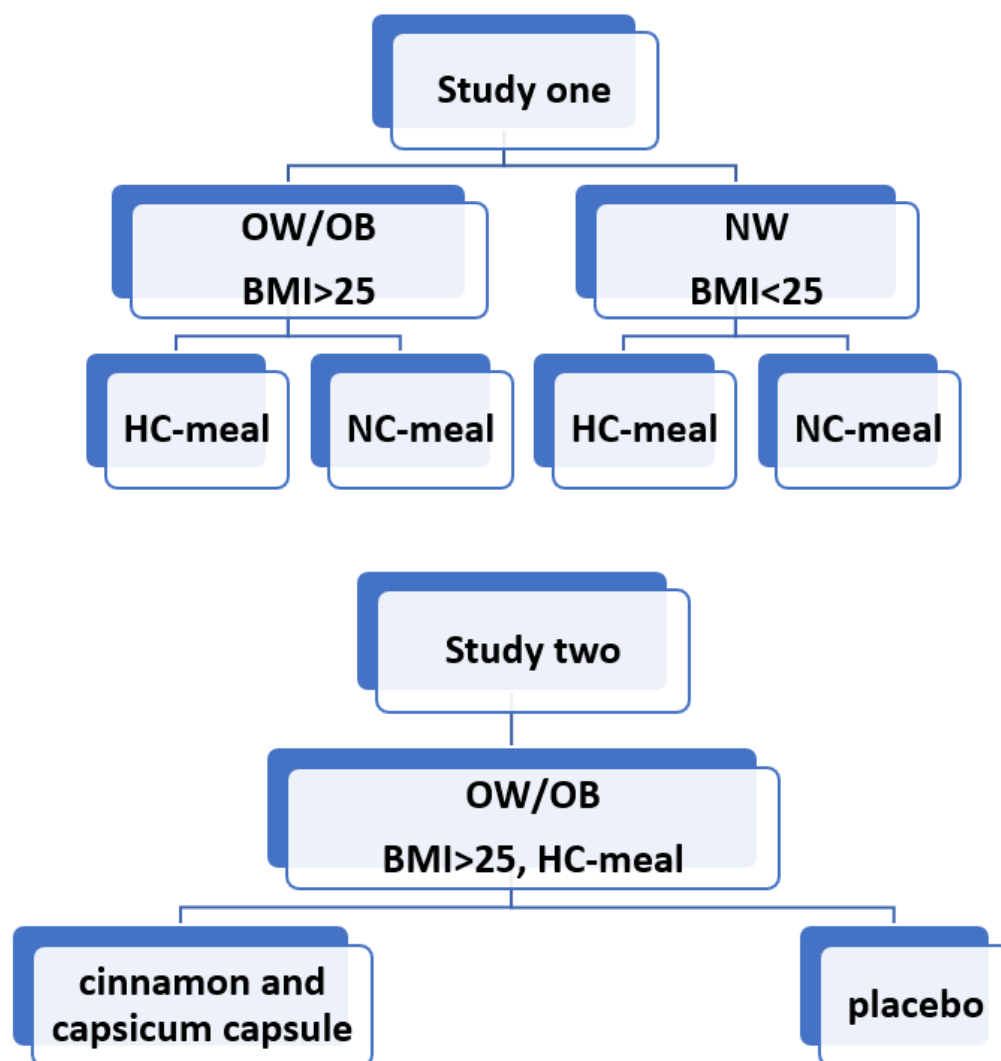 Study one
OW/OB
BMI>25
NW
BMI<25
HC-meal
NC-meal
HC-meal
NC-meal
Study two
OW/OB
BMI>25, HC-meal
cinnamon and
capsicum capsule
placebo